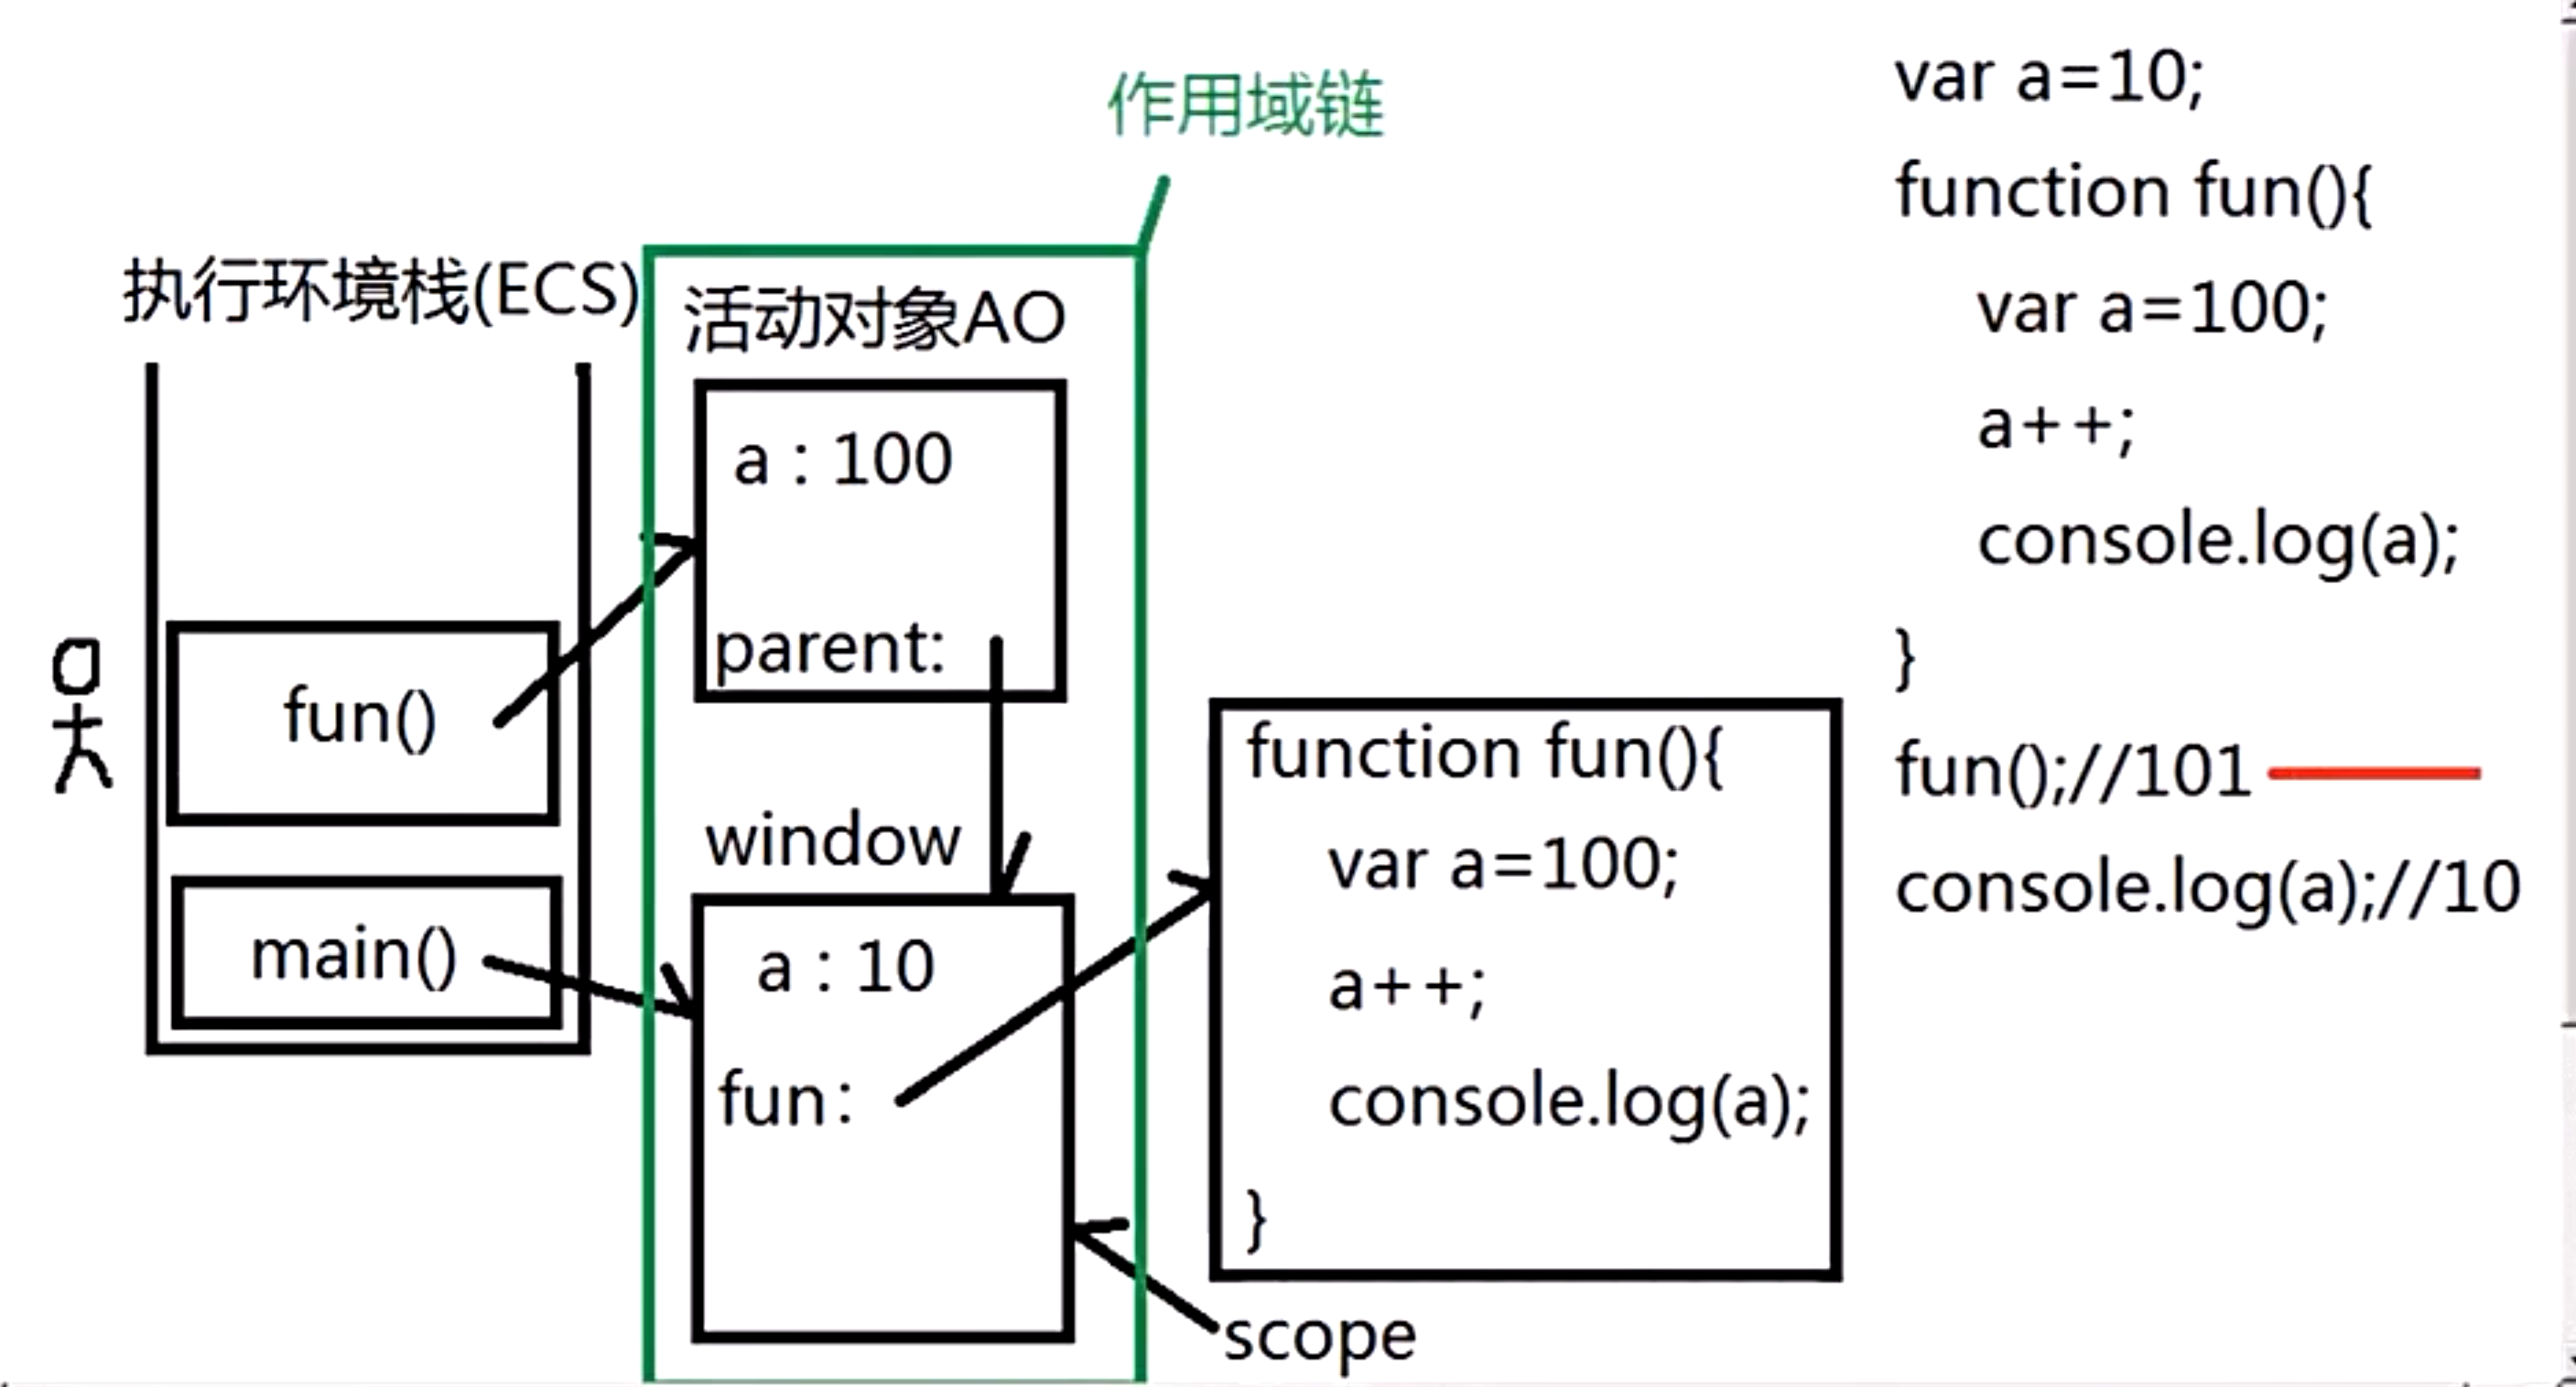 作用域链
执行环境栈(ECS)
活动对象AO
a : 100
parent:
fun()
window
main()
a : 10
fun:
function fun(){
var a=100;
a++;
console.log(a);
}
scope
var a=10;
function fun(){
var a=100;
a++;
console.log(a);
}
fun();//101
console.log(a);//10